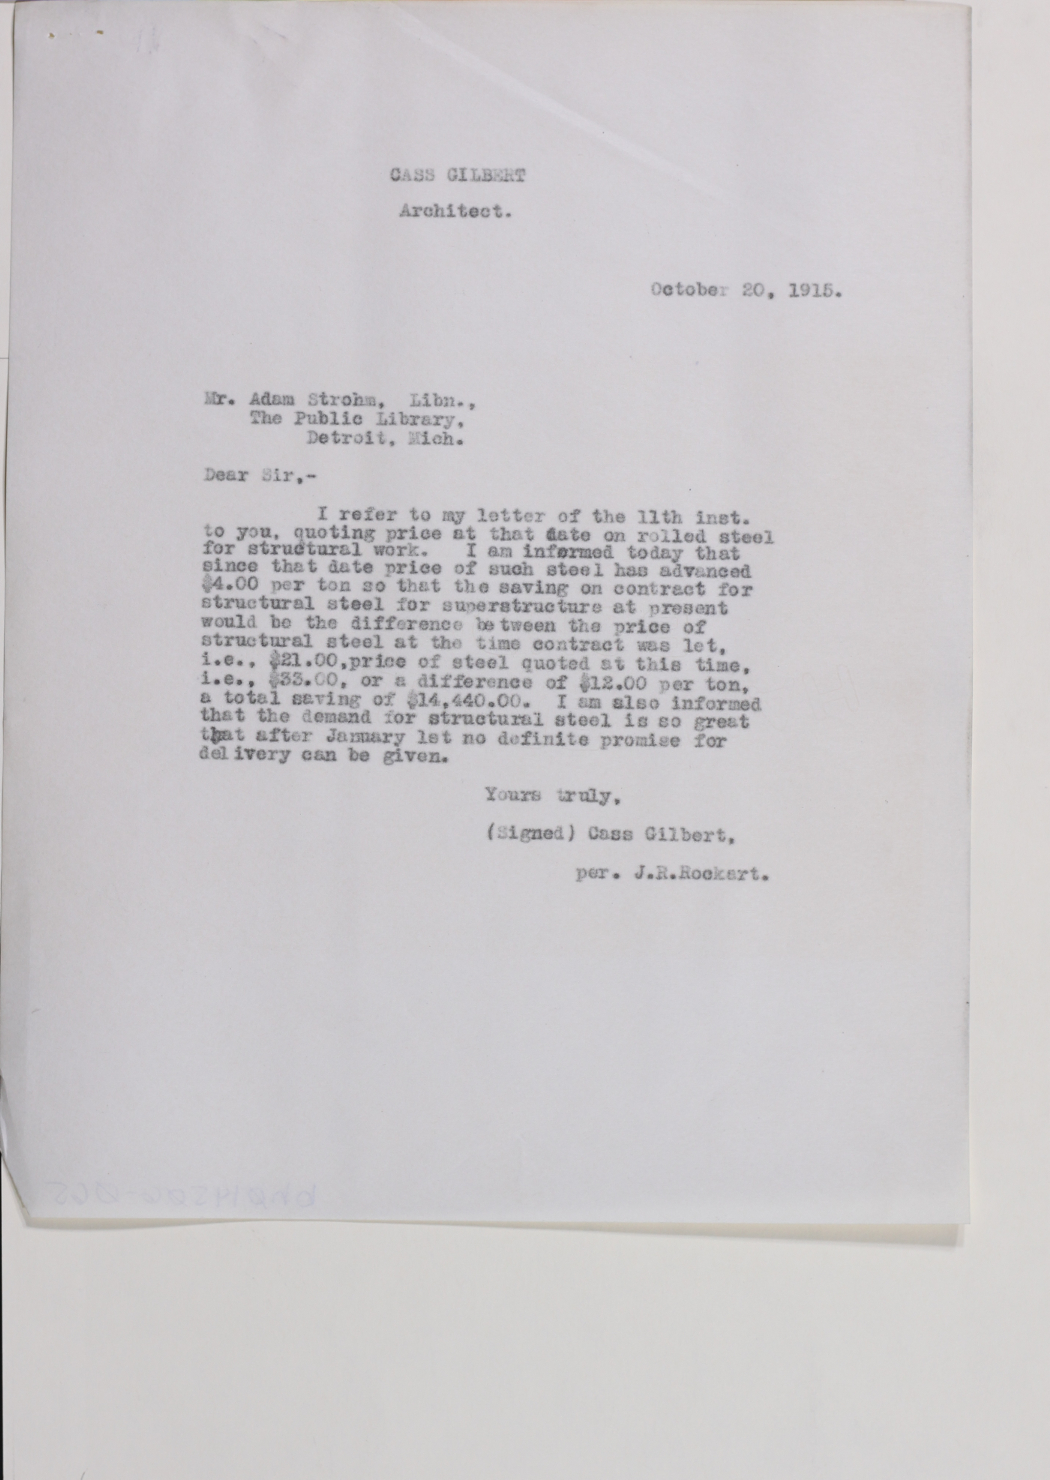 CASS GILBERT
Architect.
October 20, 1915.
Mr. Adam Strohm, Libn.,
The Public Library,
Detroit, Mich.
Dear Sir,-
I refer to my letter of the 11th inst.
to you, quoting price at that date on rolled steel
for structural work. I am informed today that
since that date price of such steel has advanced
$4.00 per ton so that the saving on contract for
structural steel for superstructure at present
would be the difference between the price of
structural steel at the time contract was let,
i.e., $21.00,price of steel quoted at this time,
i.e., $33.00, or a difference of $12.00 per ton,
a total saving of $14,440.00. I am also informed
that the demand for structural steel is so great
that after January 1st no definite promise for
delivery can be given.
Yours truly,
(Signed) Cass Gilbert,
per. J.R.Rockart.